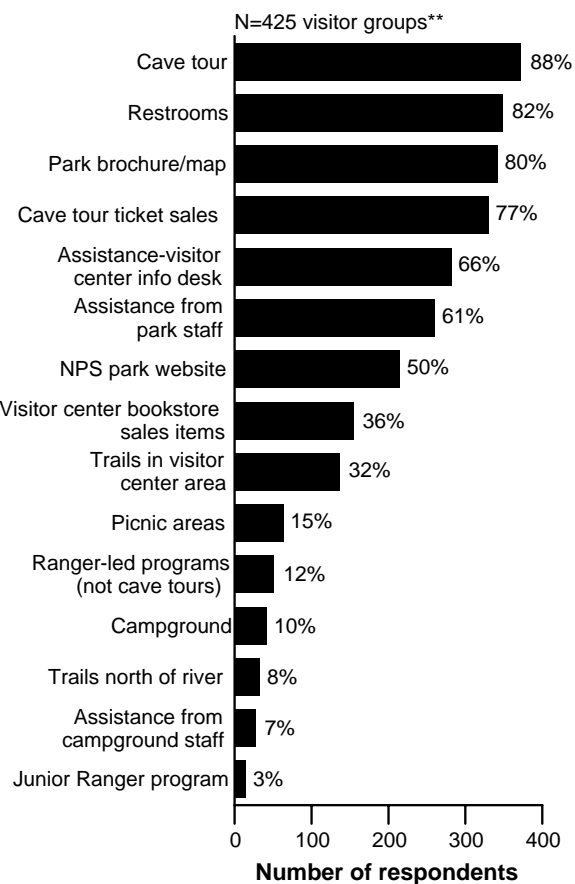 N=425 visitor groups**
Cave tour 88%
Restrooms 82%
Park brochure/map 80%
Cave tour ticket sales 77%
Assistance-visitor
center info desk 66%
Assistance from
park staff 61%
NPS park website 50%
Visitor center bookstore
sales items 36%
Trails in visitor
center area 32%
Picnic areas 15%
Ranger-led programs
(not cave tours) 12%
Campground 10%
Trails north of river 8%
Assistance from
campground staff 7%
Junior Ranger program 3%
0 100 200 300 400
Number of respondents